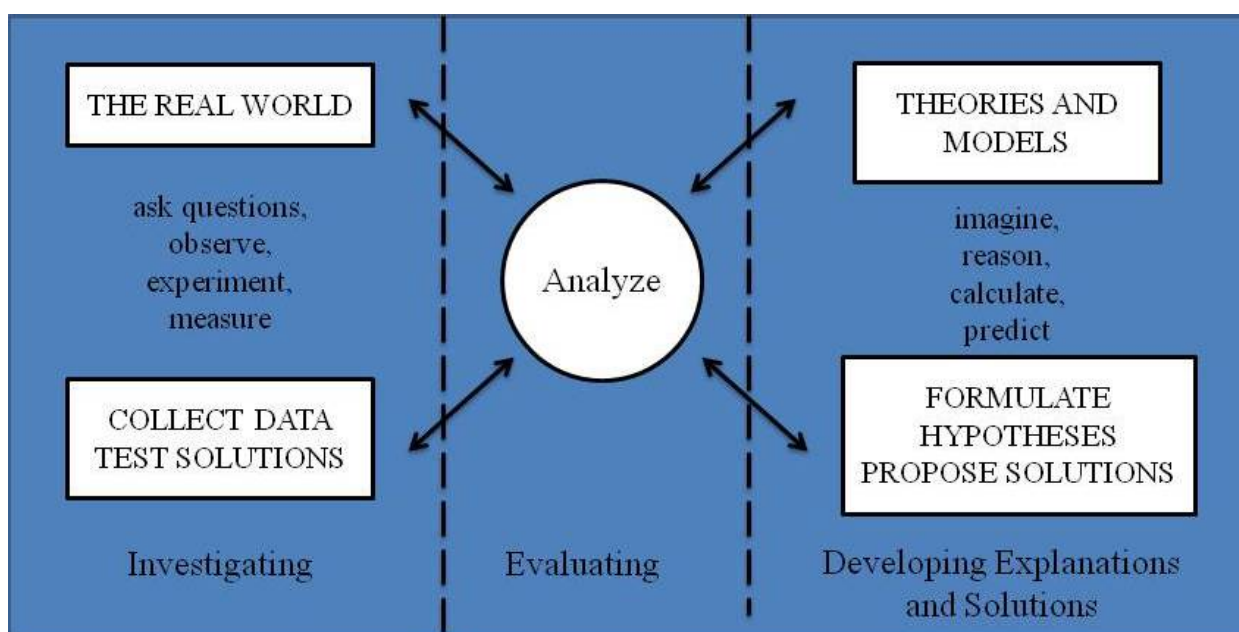 THE REAL WORLD
ask questions,
observe,
experiment,
measure
COLLECT DATA
TEST SOLUTIONS
Investigating
Analyze
Evaluating
THEORIES AND
MODELS
imagine,
reason,
calculate,
predict
FORMULATE
HYPOTHESES
PROPOSE SOLUTIONS
Developing Explanations
and Solutions